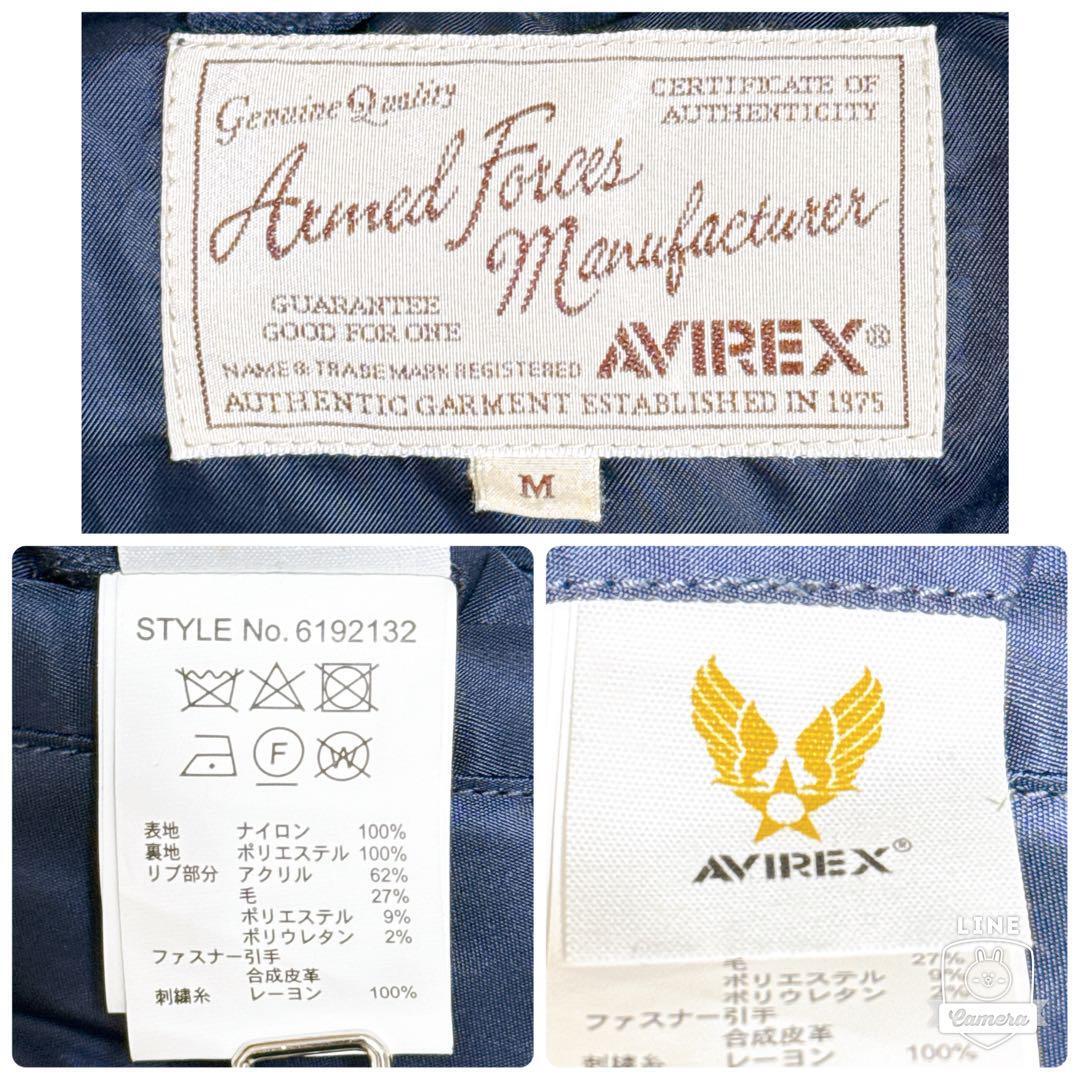 Genuine Quality
CERTIFICATE OF
AUTHENTICITY
Armed Forces
Manufacturer
GUARANTEE
GOOD FOR ONE
NAME & TRADE MARK REGISTERED
AVIREX®
AUTHENTIC GARMENT ESTABLISHED IN 1975
M
STYLE No. 6192132
F
W
表地 ナイロン 100%
裏地 ポリエステル 100%
リブ部分 アクリル 62%
毛 27%
ポリエステル 9%
ポリウレタン 2%
ファスナー引手
合成皮革
刺繍糸 レーヨン 100%
AVIREX®
毛 27%
ポリエステル 9%
ポリウレタン 2%
ファスナー引手
合成皮革
刺繍糸 レーヨン 100%
LINE
Camera